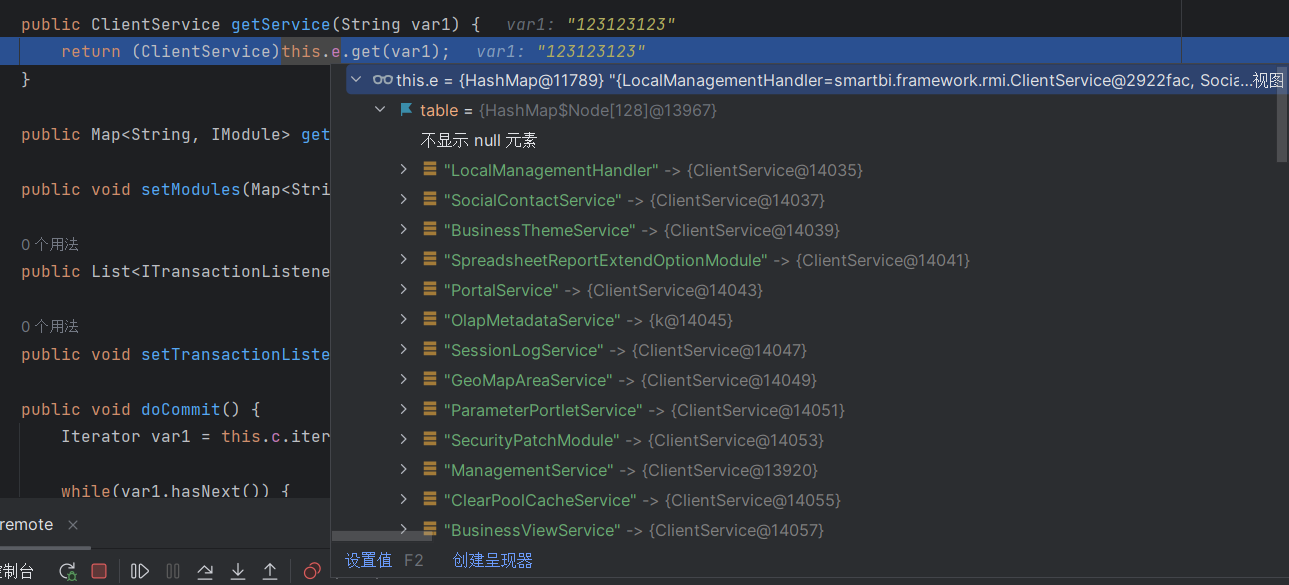 public ClientService getService(String var1) {   var1: "123123123"
return (ClientService)this.e.get(var1);   var1: "123123123"
this.e = {HashMap@11789} "{LocalManagementHandler=smartbi.framework.rmi.ClientService@2922fac, Socia...视图
}
table = {HashMap$Node[128]@13967}
public Map<String, IModule> get
不显示 null 元素
"LocalManagementHandler" -> {ClientService@14035}
public void setModules(Map<Stri
"SocialContactService" -> {ClientService@14037}
"BusinessThemeService" -> {ClientService@14039}
0 个用法
"SpreadsheetReportExtendOptionModule" -> {ClientService@14041}
public List<ITransactionListene
"PortalService" -> {ClientService@14043}
"OlapMetadataService" -> {k@14045}
0 个用法
"SessionLogService" -> {ClientService@14047}
public void setTransactionListe
"GeoMapAreaService" -> {ClientService@14049}
"ParameterPortletService" -> {ClientService@14051}
public void doCommit() {
"SecurityPatchModule" -> {ClientService@14053}
Iterator var1 = this.c.iter
"ManagementService" -> {ClientService@13920}
while(var1.hasNext()) {
"ClearPoolCacheService" -> {ClientService@14055}
remote ×
"BusinessViewService" -> {ClientService@14057}
设置值 F2 创建呈现器
制台